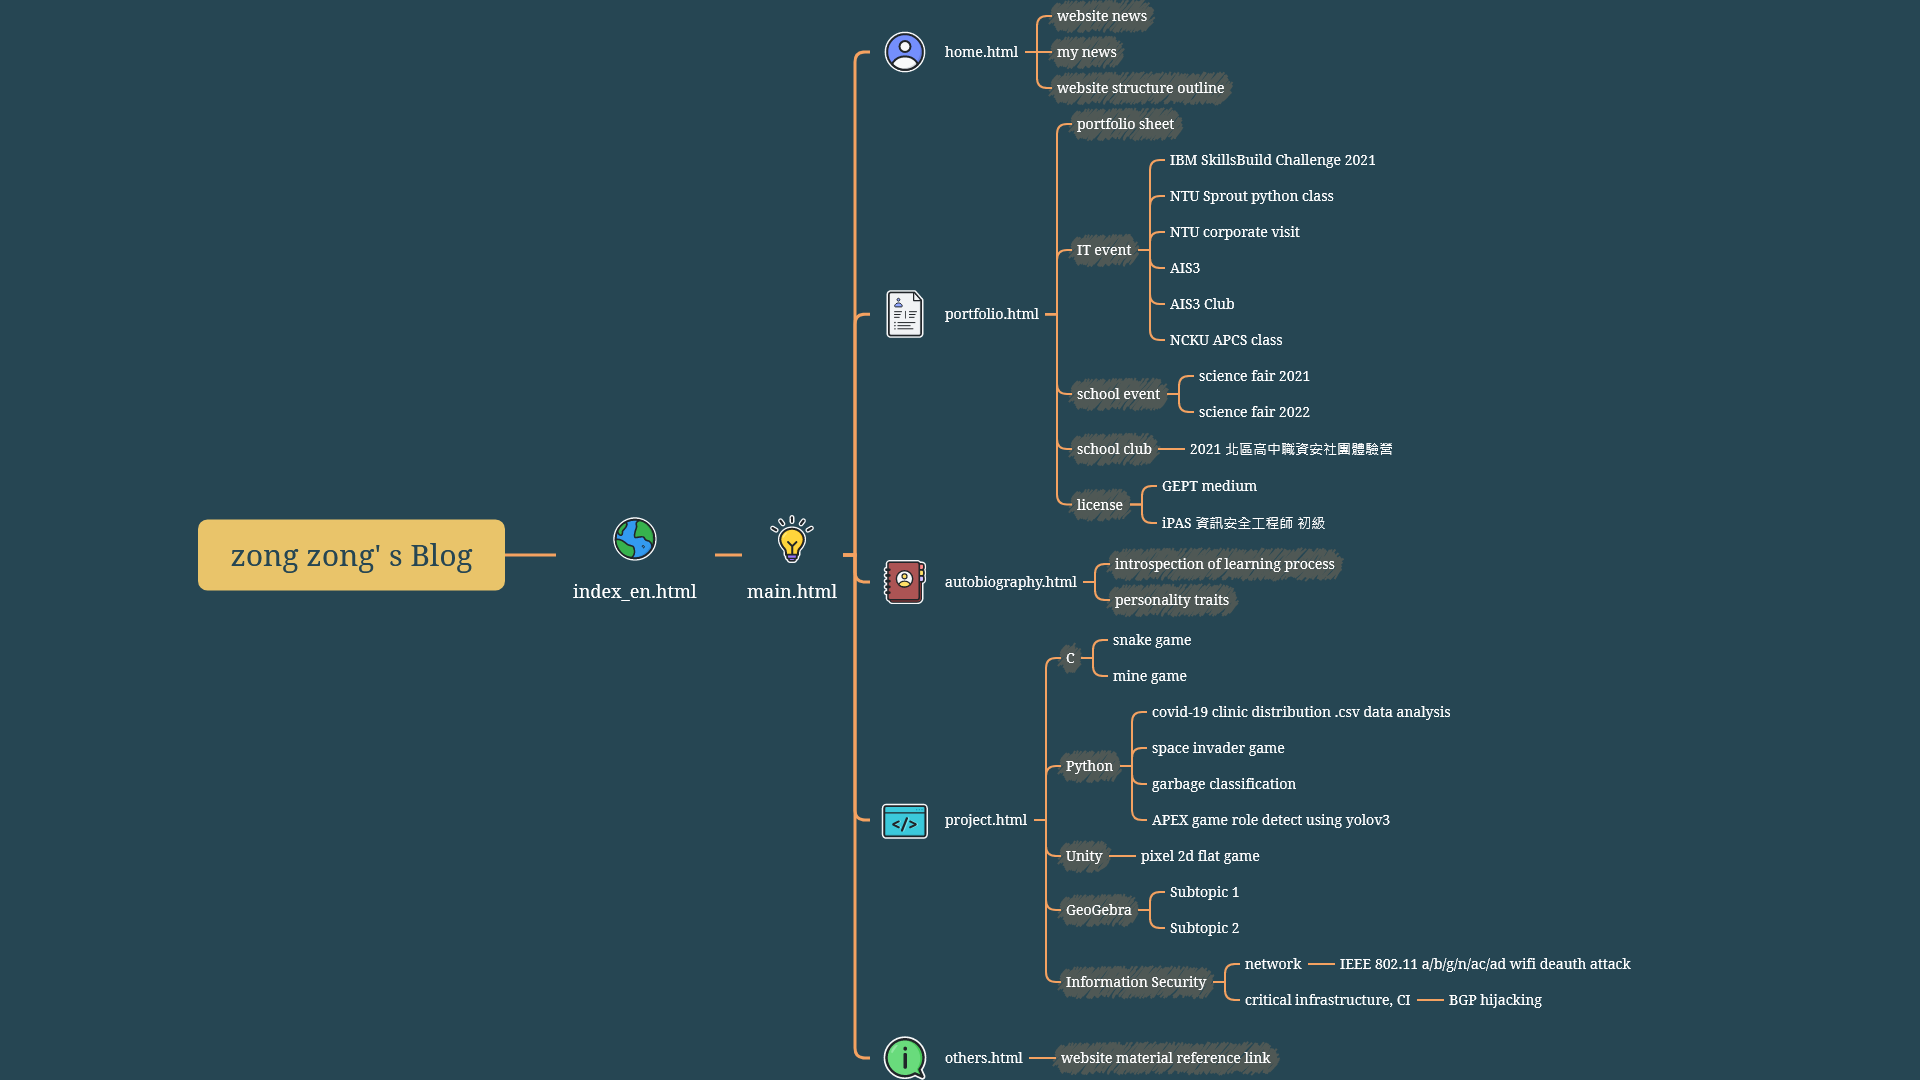 zong zong' s Blog
index_en.html
main.html
home.html
website news
my news
website structure outline
portfolio.html
portfolio sheet
IT event
IBM SkillsBuild Challenge 2021
NTU Sprout python class
NTU corporate visit
AIS3
AIS3 Club
NCKU APCS class
school event
science fair 2021
science fair 2022
school club
2021 北區高中職資安社團體驗營
license
GEPT medium
iPAS 資訊安全工程師 初級
autobiography.html
introspection of learning process
personality traits
project.html
C
snake game
mine game
Python
covid-19 clinic distribution .csv data analysis
space invader game
garbage classification
APEX game role detect using yolov3
Unity
pixel 2d flat game
GeoGebra
Subtopic 1
Subtopic 2
Information Security
network
IEEE 802.11 a/b/g/n/ac/ad wifi deauth attack
critical infrastructure, CI
BGP hijacking
others.html
website material reference link